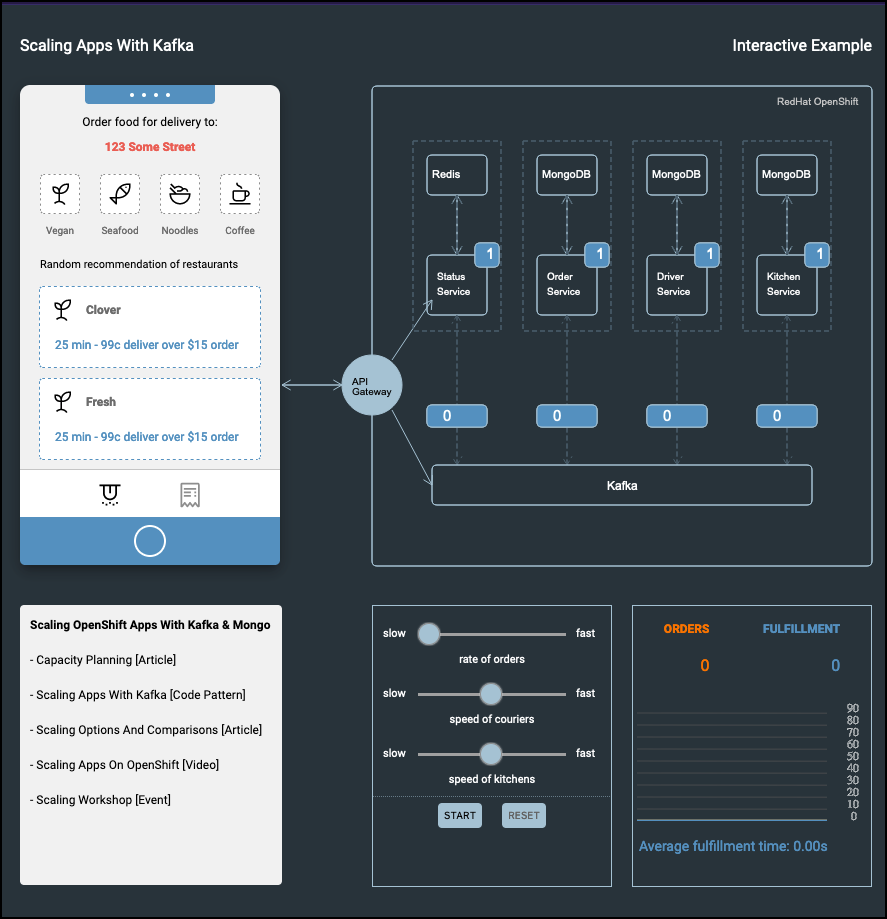 Scaling Apps With Kafka
Interactive Example
Order food for delivery to:
123 Some Street
Vegan
Seafood
Noodles
Coffee
Random recommendation of restaurants
Clover
25 min - 99c deliver over $15 order
Fresh
25 min - 99c deliver over $15 order
RedHat OpenShift
Redis
MongoDB
MongoDB
MongoDB
1
1
1
1
Status
Service
Order
Service
Driver
Service
Kitchen
Service
API
Gateway
0
0
0
0
Kafka
Scaling OpenShift Apps With Kafka & Mongo
- Capacity Planning [Article]
- Scaling Apps With Kafka [Code Pattern]
- Scaling Options And Comparisons [Article]
- Scaling Apps On OpenShift [Video]
- Scaling Workshop [Event]
slow
fast
rate of orders
slow
fast
speed of couriers
slow
fast
speed of kitchens
START
RESET
ORDERS
FULFILLMENT
0
0
90
80
70
60
50
40
30
20
10
0
Average fulfillment time: 0.00s